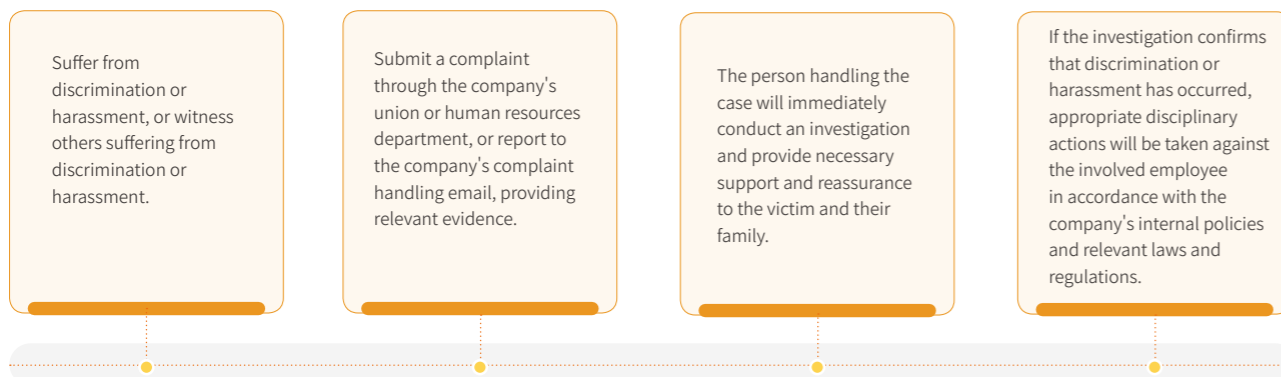 Suffer from
discrimination or
harassment, or witness
others suffering from
discrimination or
harassment.
Submit a complaint
through the company's
union or human resources
department, or report to
the company's complaint
handling email, providing
relevant evidence.
The person handling the
case will immediately
conduct an investigation
and provide necessary
support and reassurance
to the victim and their
family.
If the investigation confirms
that discrimination or
harassment has occurred,
appropriate disciplinary
actions will be taken against
the involved employee
in accordance with the
company's internal policies
and relevant laws and
regulations.